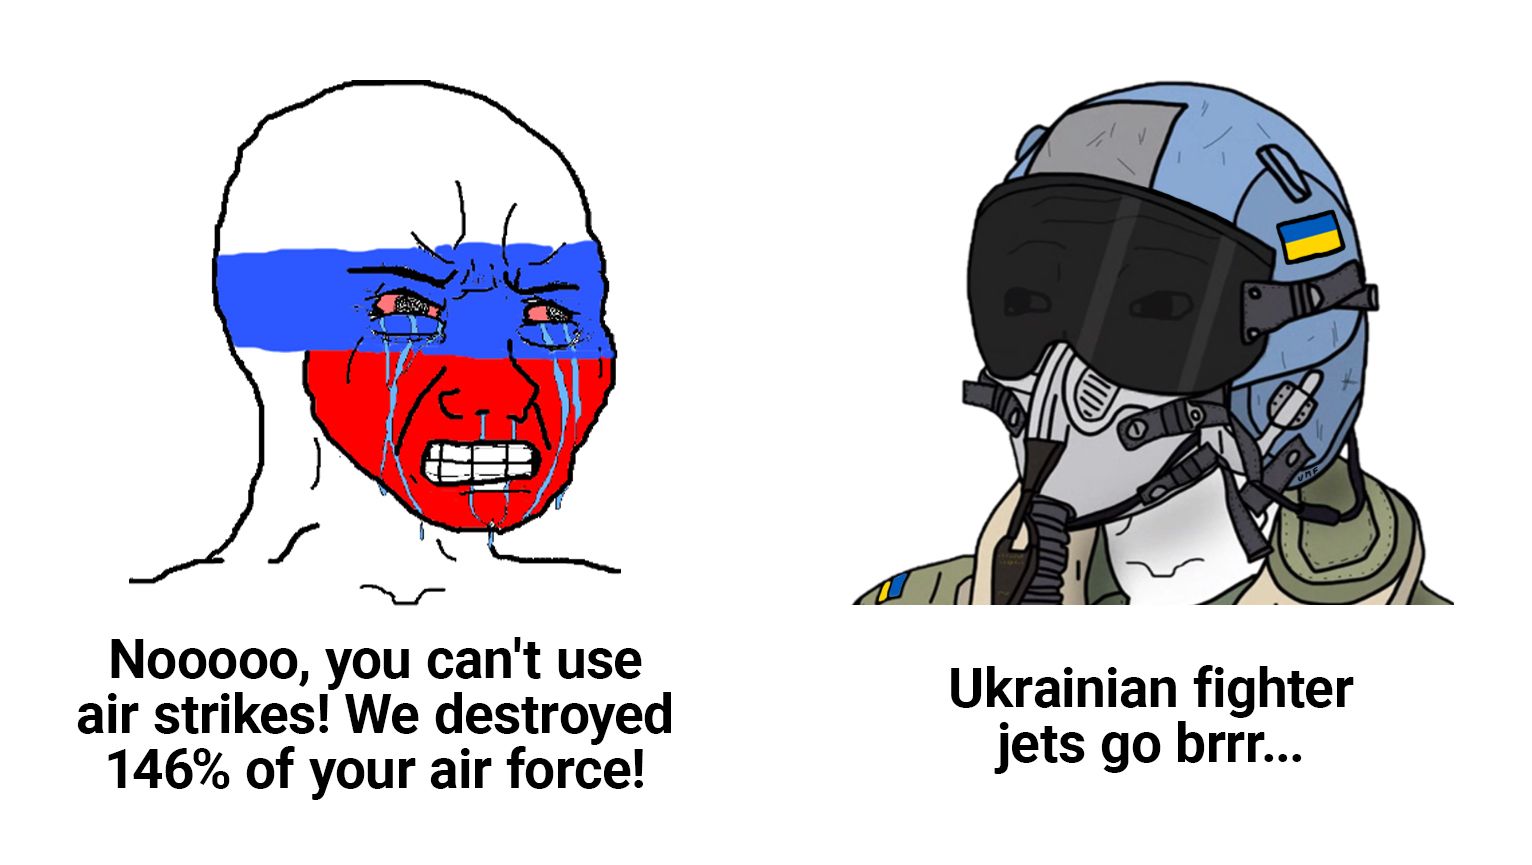 Nooooo, you can't use
air strikes! We destroyed
146% of your air force!
Ukrainian fighter
jets go brrr...